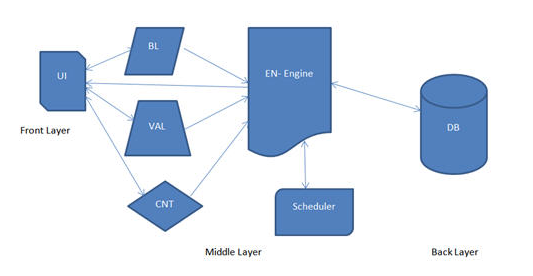 BL
UI
EN- Engine
VAL
DB
Front Layer
CNT
Scheduler
Middle Layer
Back Layer